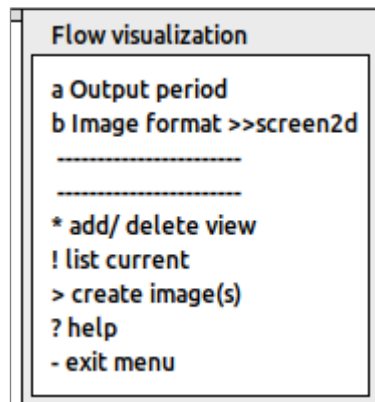 Flow visualization
a Output period
b Image format >>screen2d
-----------------------
-----------------------
* add/ delete view
! list current
> create image(s)
? help
- exit menu